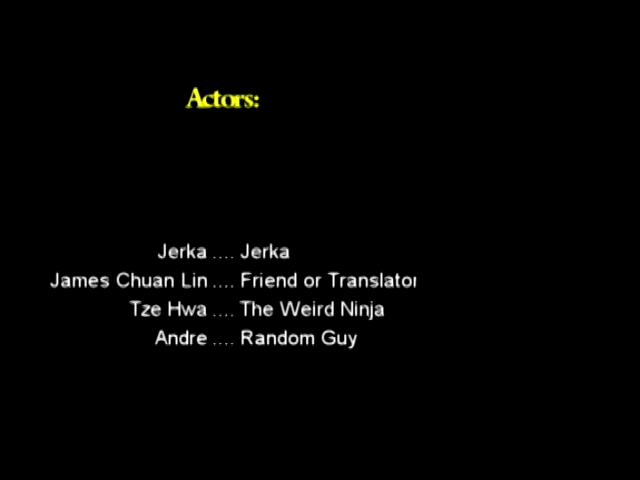 Actors:
Jerka .... Jerka
James Chuan Lin .... Friend or Translator
Tze Hwa .... The Weird Ninja
Andre .... Random Guy